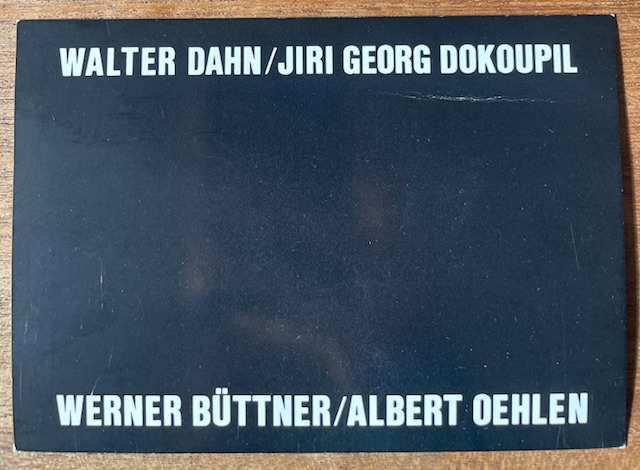 WALTER DAHN/JIRI GEORG DOKOUPIL
WERNER BÜTTNER/ALBERT OEHLEN